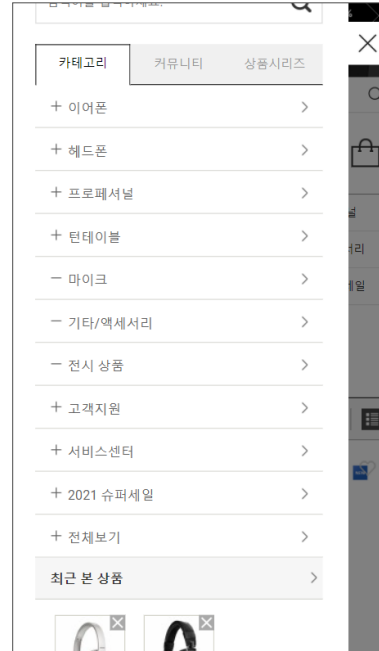 카테고리 커뮤니티 상품시리즈
+ 이어폰
+ 헤드폰
+ 프로페셔널
+ 턴테이블
− 마이크
− 기타/액세서리
− 전시 상품
+ 고객지원
+ 서비스센터
+ 2021 슈퍼세일
+ 전체보기
최근 본 상품